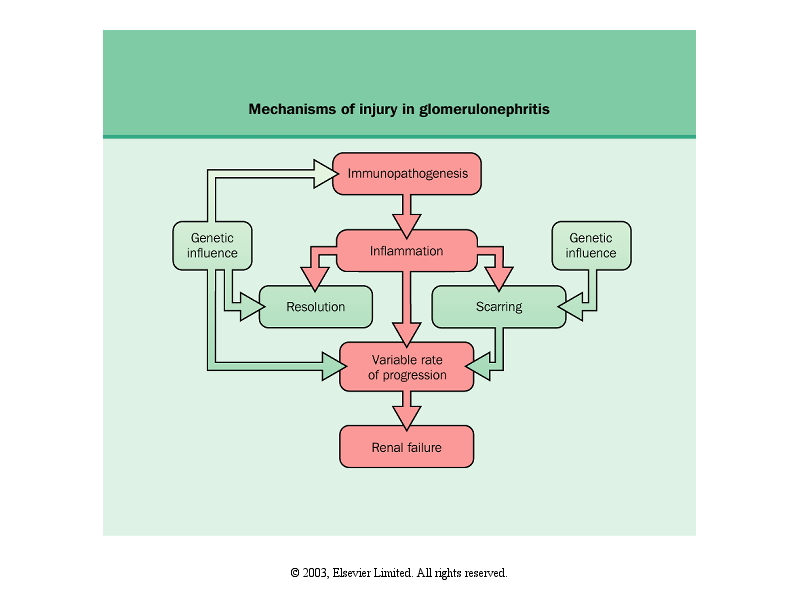 Mechanisms of injury in glomerulonephritis
Immunopathogenesis
Genetic
influence
Inflammation
Genetic
influence
Resolution
Scarring
Variable rate
of progression
Renal failure
© 2003, Elsevier Limited. All rights reserved.